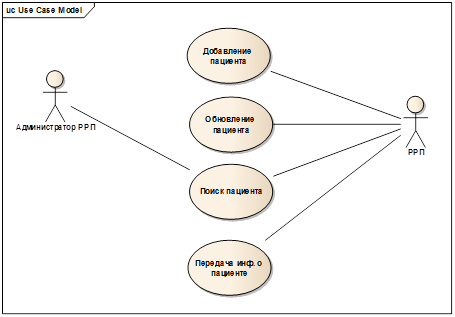 uc Use Case Model
Добавление
пациента
Администратор РРП
Обновление
пациента
РРП
Поиск пациента
Передача инф. о
пациенте